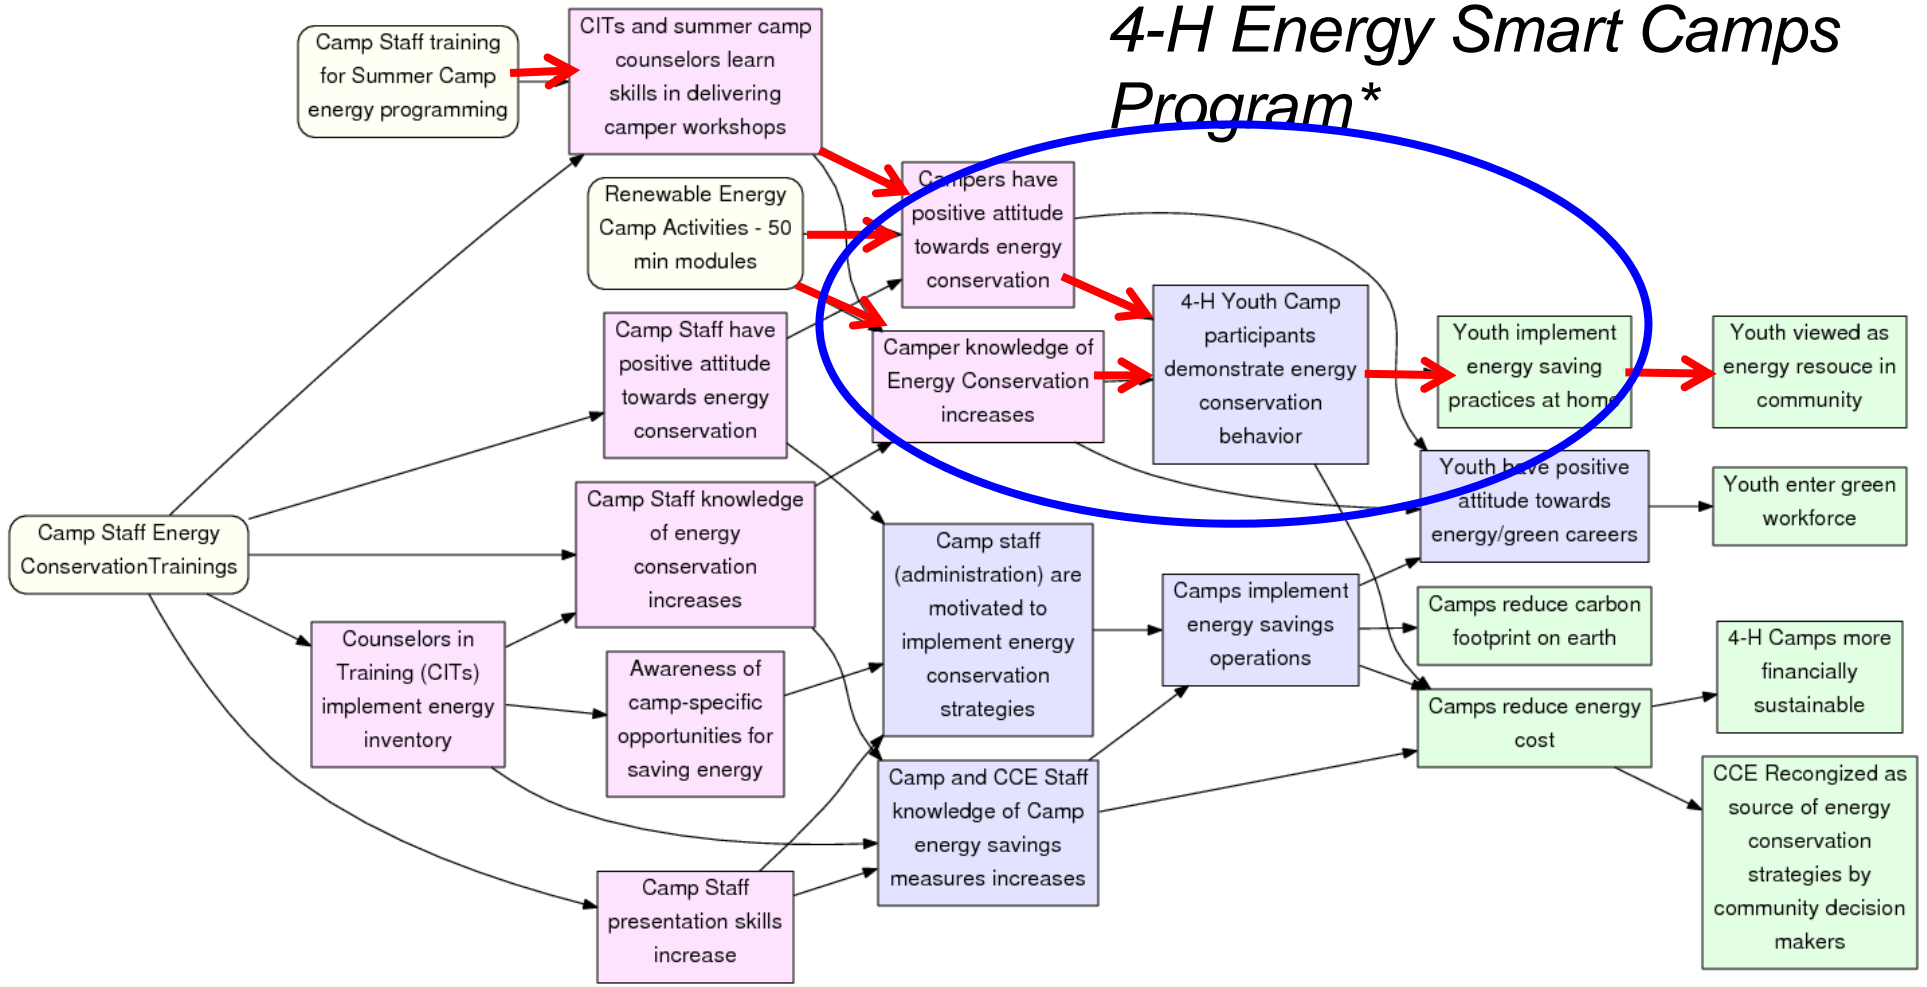 4-H Energy Smart Camps
Program*
Camp Staff training
for Summer Camp
energy programming
CITs and summer camp
counselors learn
skills in delivering
camper workshops
Renewable Energy
Camp Activities - 50
min modules
Campers have
positive attitude
towards energy
conservation
Camp Staff have
positive attitude
towards energy
conservation
Camper knowledge of
Energy Conservation
increases
4-H Youth Camp
participants
demonstrate energy
conservation
behavior
Youth implement
energy saving
practices at home
Youth viewed as
energy resouce in
community
Camp Staff Energy
ConservationTrainings
Camp Staff knowledge
of energy
conservation
increases
Youth have positive
attitude towards
energy/green careers
Youth enter green
workforce
Counselors in
Training (CITs)
implement energy
inventory
Awareness of
camp-specific
opportunities for
saving energy
Camp staff
(administration) are
motivated to
implement energy
conservation
strategies
Camps implement
energy savings
operations
Camps reduce carbon
footprint on earth
4-H Camps more
financially
sustainable
Camps reduce energy
cost
Camp and CCE Staff
knowledge of Camp
energy savings
measures increases
CCE Recongized as
source of energy
conservation
strategies by
community decision
makers
Camp Staff
presentation skills
increase